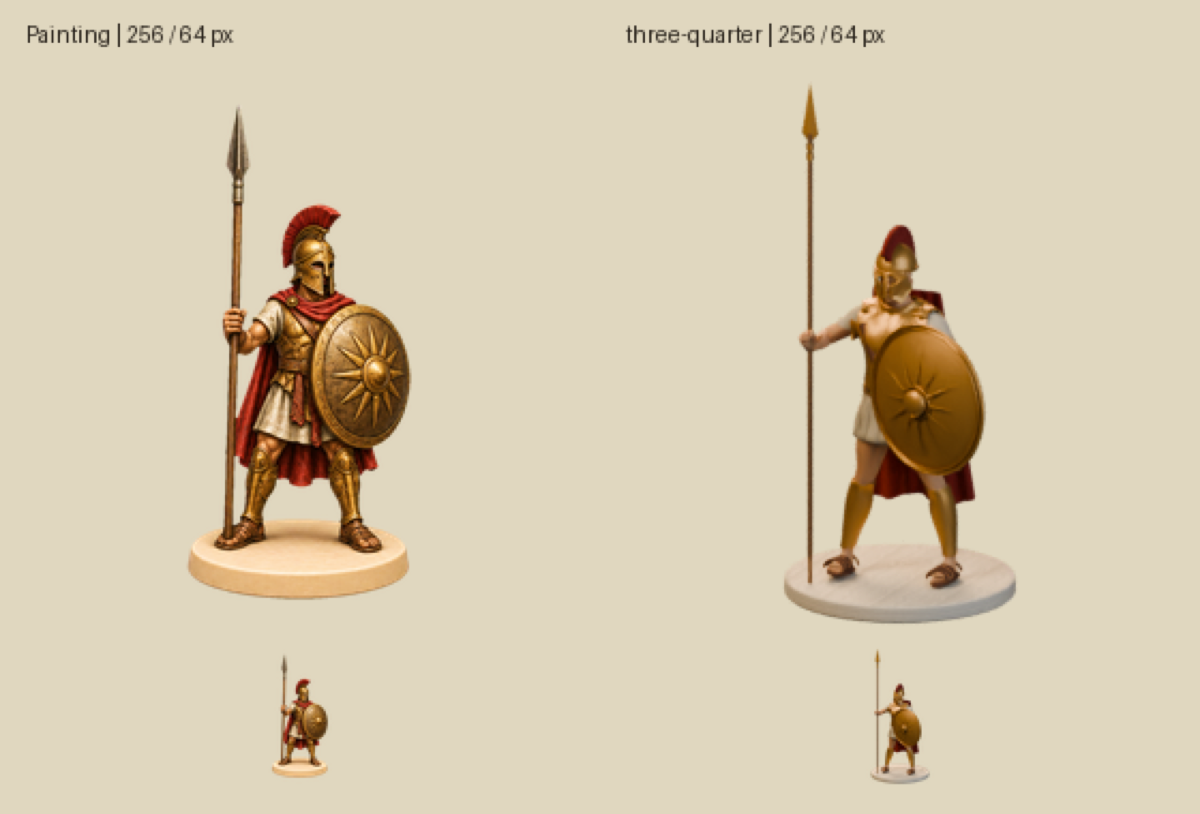 Painting | 256 / 64 px
three-quarter | 256 / 64 px